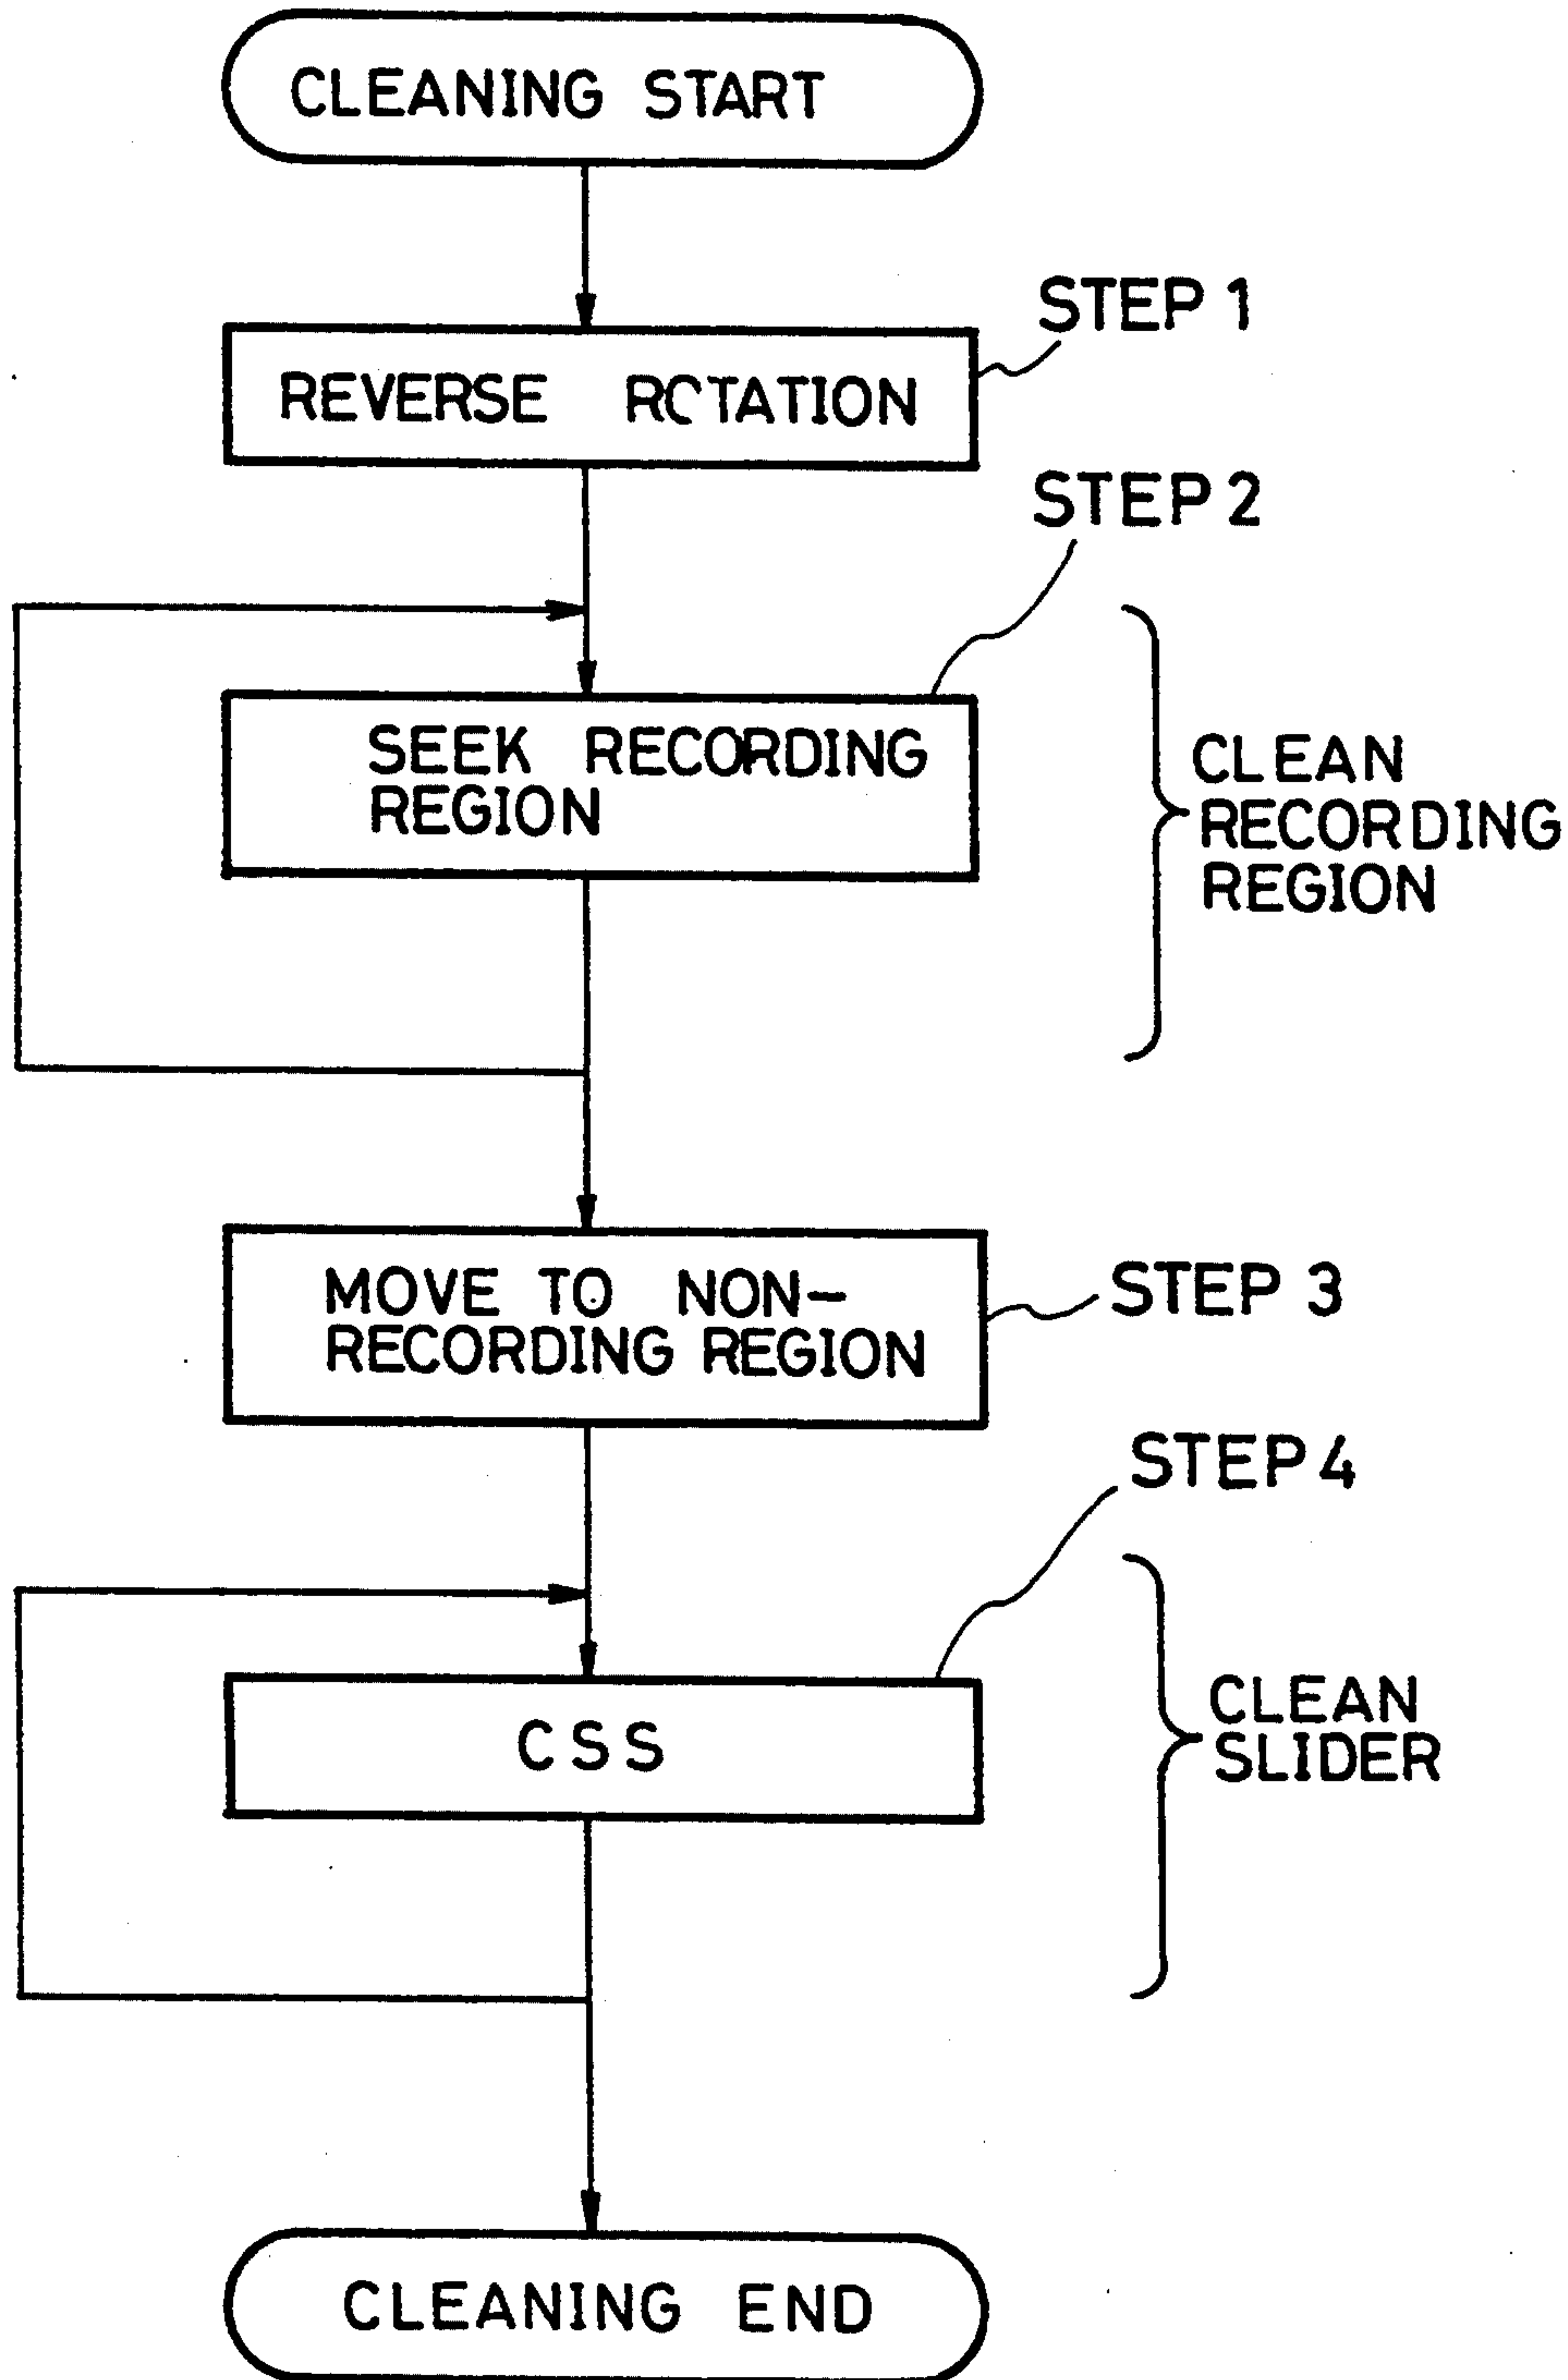 CLEANING START
STEP 1
REVERSE ROTATION
STEP 2
SEEK RECORDING
REGION
CLEAN
RECORDING
REGION
MOVE TO NON-
RECORDING REGION
STEP 3
STEP 4
CSS
CLEAN
SLIDER
CLEANING END